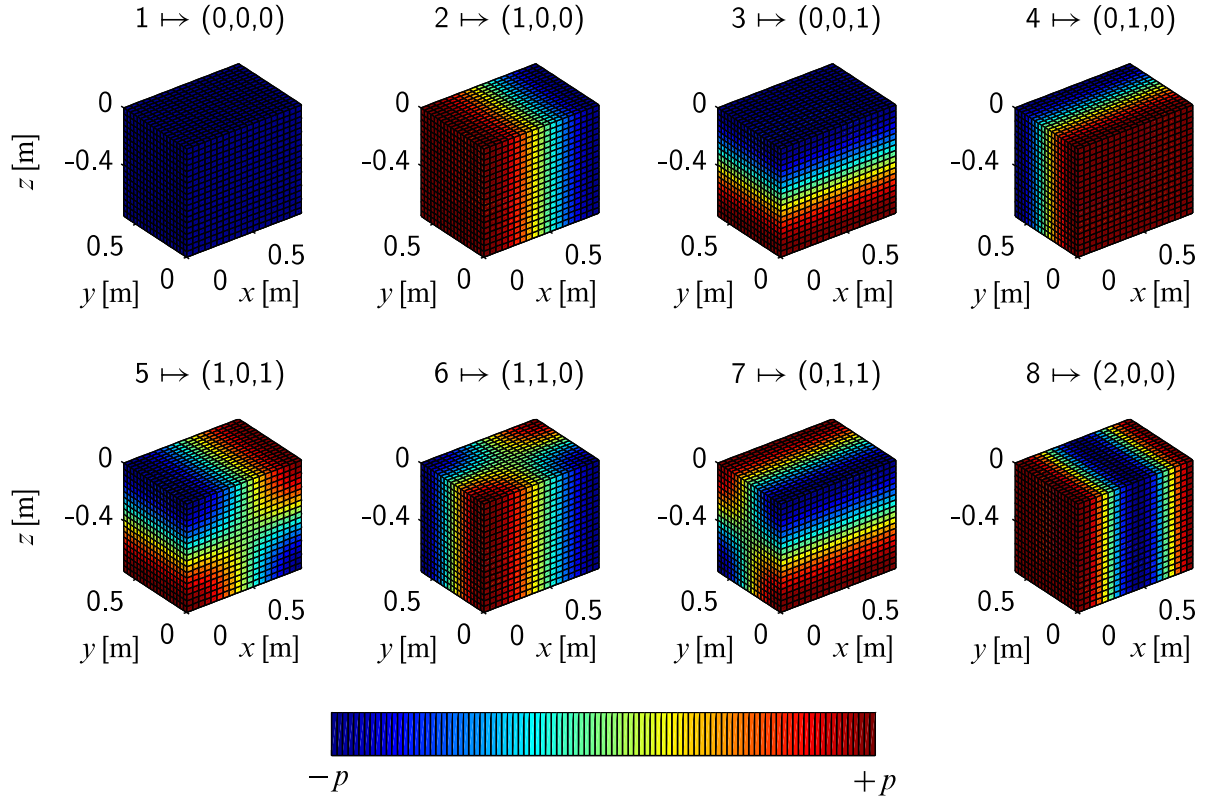 1 ↦ (0,0,0) 2 ↦ (1,0,0) 3 ↦ (0,0,1) 4 ↦ (0,1,0)
0 0 0 0
z [m] -0.4 -0.4 -0.4 -0.4
0.5 0.5 0.5 0.5 0.5 0.5 0.5 0.5
0 0 0 0 0 0 0 0
y [m] x [m] y [m] x [m] y [m] x [m] y [m] x [m]
5 ↦ (1,0,1) 6 ↦ (1,1,0) 7 ↦ (0,1,1) 8 ↦ (2,0,0)
0 0 0 0
z [m] -0.4 -0.4 -0.4 -0.4
0.5 0.5 0.5 0.5 0.5 0.5 0.5 0.5
0 0 0 0 0 0 0 0
y [m] x [m] y [m] x [m] y [m] x [m] y [m] x [m]
−p +p